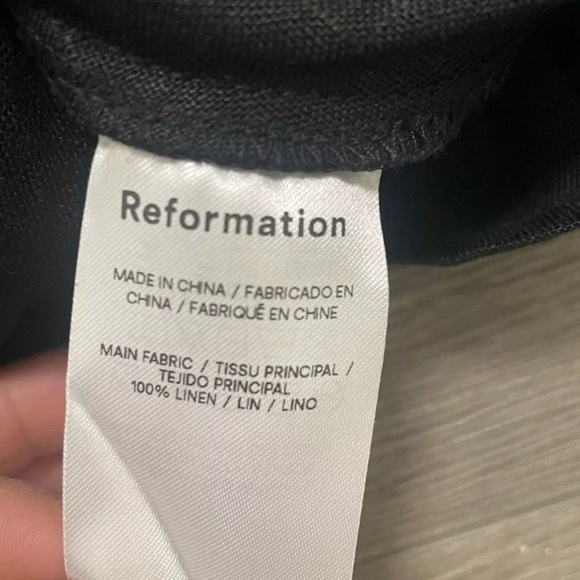 Reformation
MADE IN CHINA / FABRICADO EN
CHINA / FABRIQUÉ EN CHINE
MAIN FABRIC / TISSU PRINCIPAL /
TEJIDO PRINCIPAL
100% LINEN / LIN / LINO